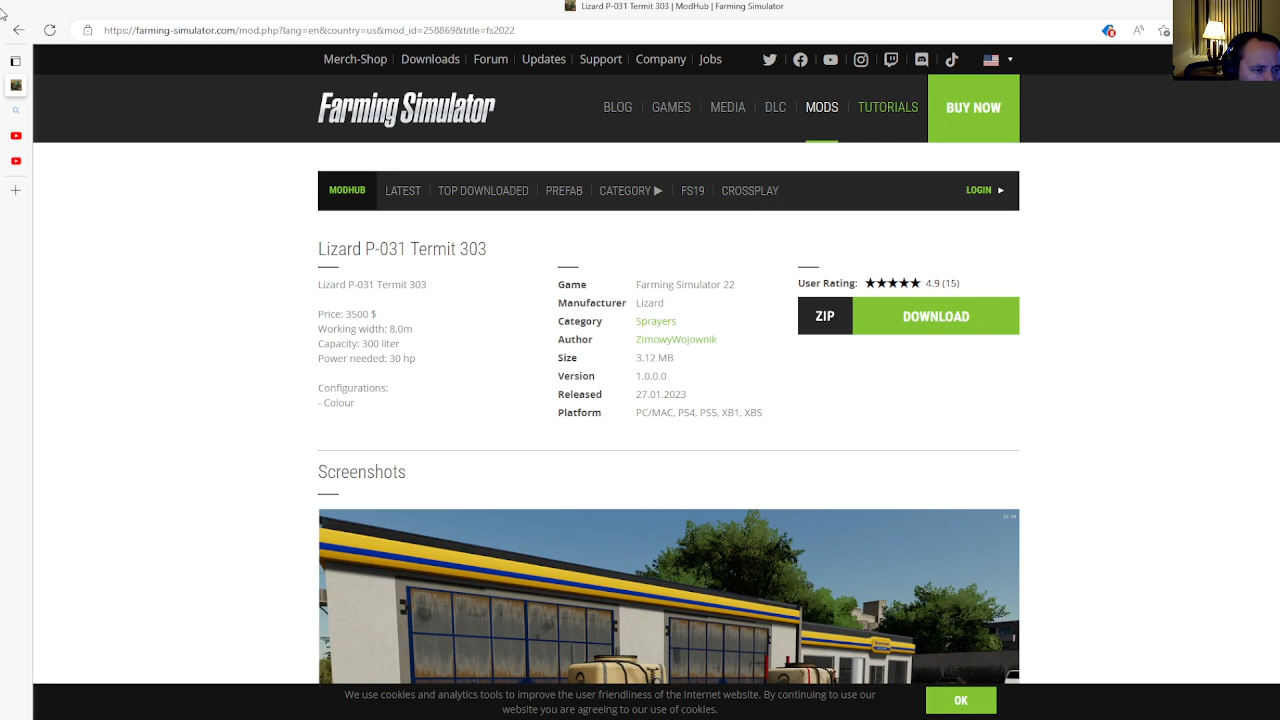 Lizard P-031 Termit 303 | ModHub | Farming Simulator
https://farming-simulator.com/mod.php?lang=en&country=us&mod_id=258869&title=fs2022
Merch-Shop Downloads Forum Updates Support Company Jobs
Farming Simulator
BLOG GAMES MEDIA DLC MODS TUTORIALS BUY NOW
MODHUB LATEST TOP DOWNLOADED PREFAB CATEGORY ▶ FS19 CROSSPLAY LOGIN ▶
Lizard P-031 Termit 303
Lizard P-031 Termit 303
Price: 3500 $
Working width: 8.0m
Capacity: 300 liter
Power needed: 30 hp
Configurations:
- Colour
Game Farming Simulator 22
Manufacturer Lizard
Category Sprayers
Author ZimowyWojownik
Size 3.12 MB
Version 1.0.0.0
Released 27.01.2023
Platform PC/MAC, PS4, PS5, XB1, XBS
User Rating: ★★★★★ 4.9 (15)
ZIP DOWNLOAD
Screenshots
We use cookies and analytics tools to improve the user friendliness of the Internet website. By continuing to use our
website you are agreeing to our use of cookies.
OK